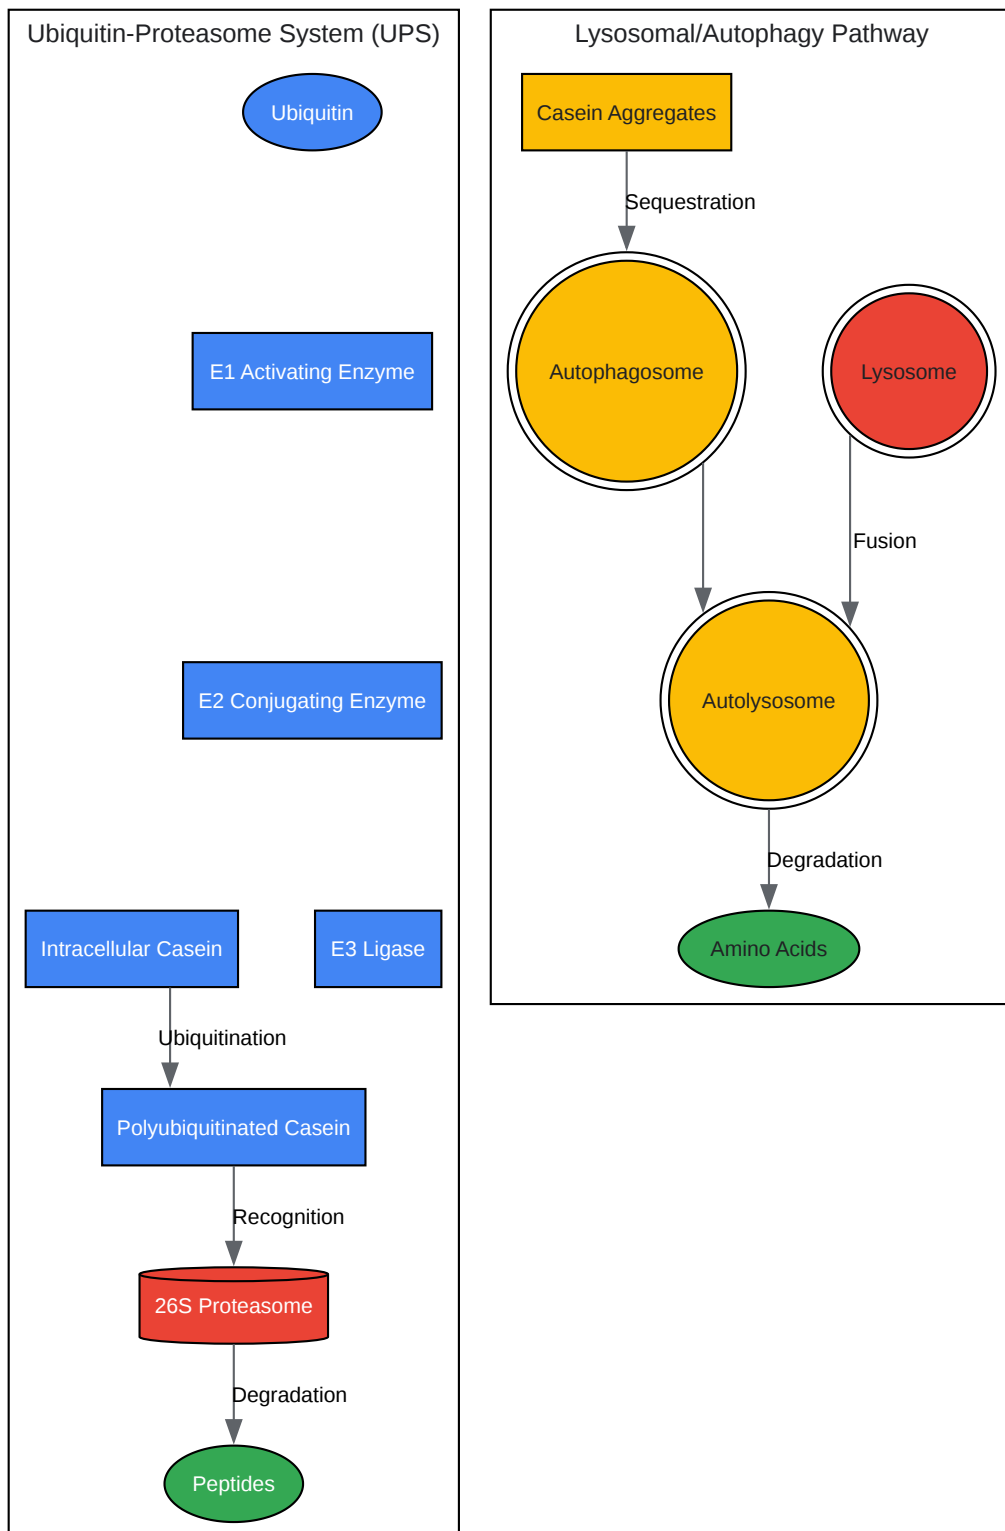 Ubiquitin-Proteasome System (UPS)
Ubiquitin
E1 Activating Enzyme
E2 Conjugating Enzyme
Intracellular Casein
E3 Ligase
Ubiquitination
Polyubiquitinated Casein
Recognition
26S Proteasome
Degradation
Peptides
Lysosomal/Autophagy Pathway
Casein Aggregates
Sequestration
Autophagosome
Lysosome
Fusion
Autolysosome
Degradation
Amino Acids